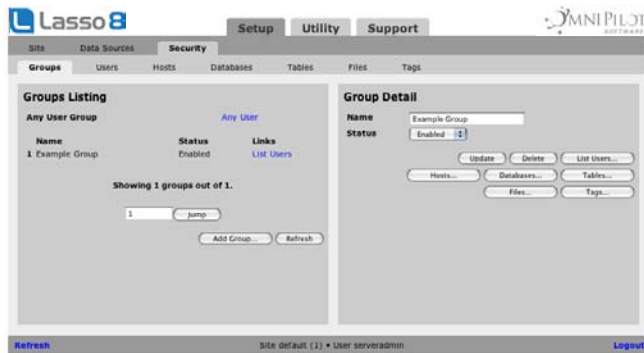 Lasso 8
Setup Utility Support
OMNIPILOT
SOFTWARE
Site Data Sources Security
Groups Users Hosts Databases Tables Files Tags
Groups Listing
Any User Group Any User
Name Status Links
1 Example Group Enabled List Users
Showing 1 groups out of 1.
1 Jump
Add Group... Refresh
Group Detail
Name Example Group
Status Enabled
Update Delete List Users...
Hosts... Databases... Tables...
Files... Tags...
Refresh Site default (1) • User serveradmin Logout